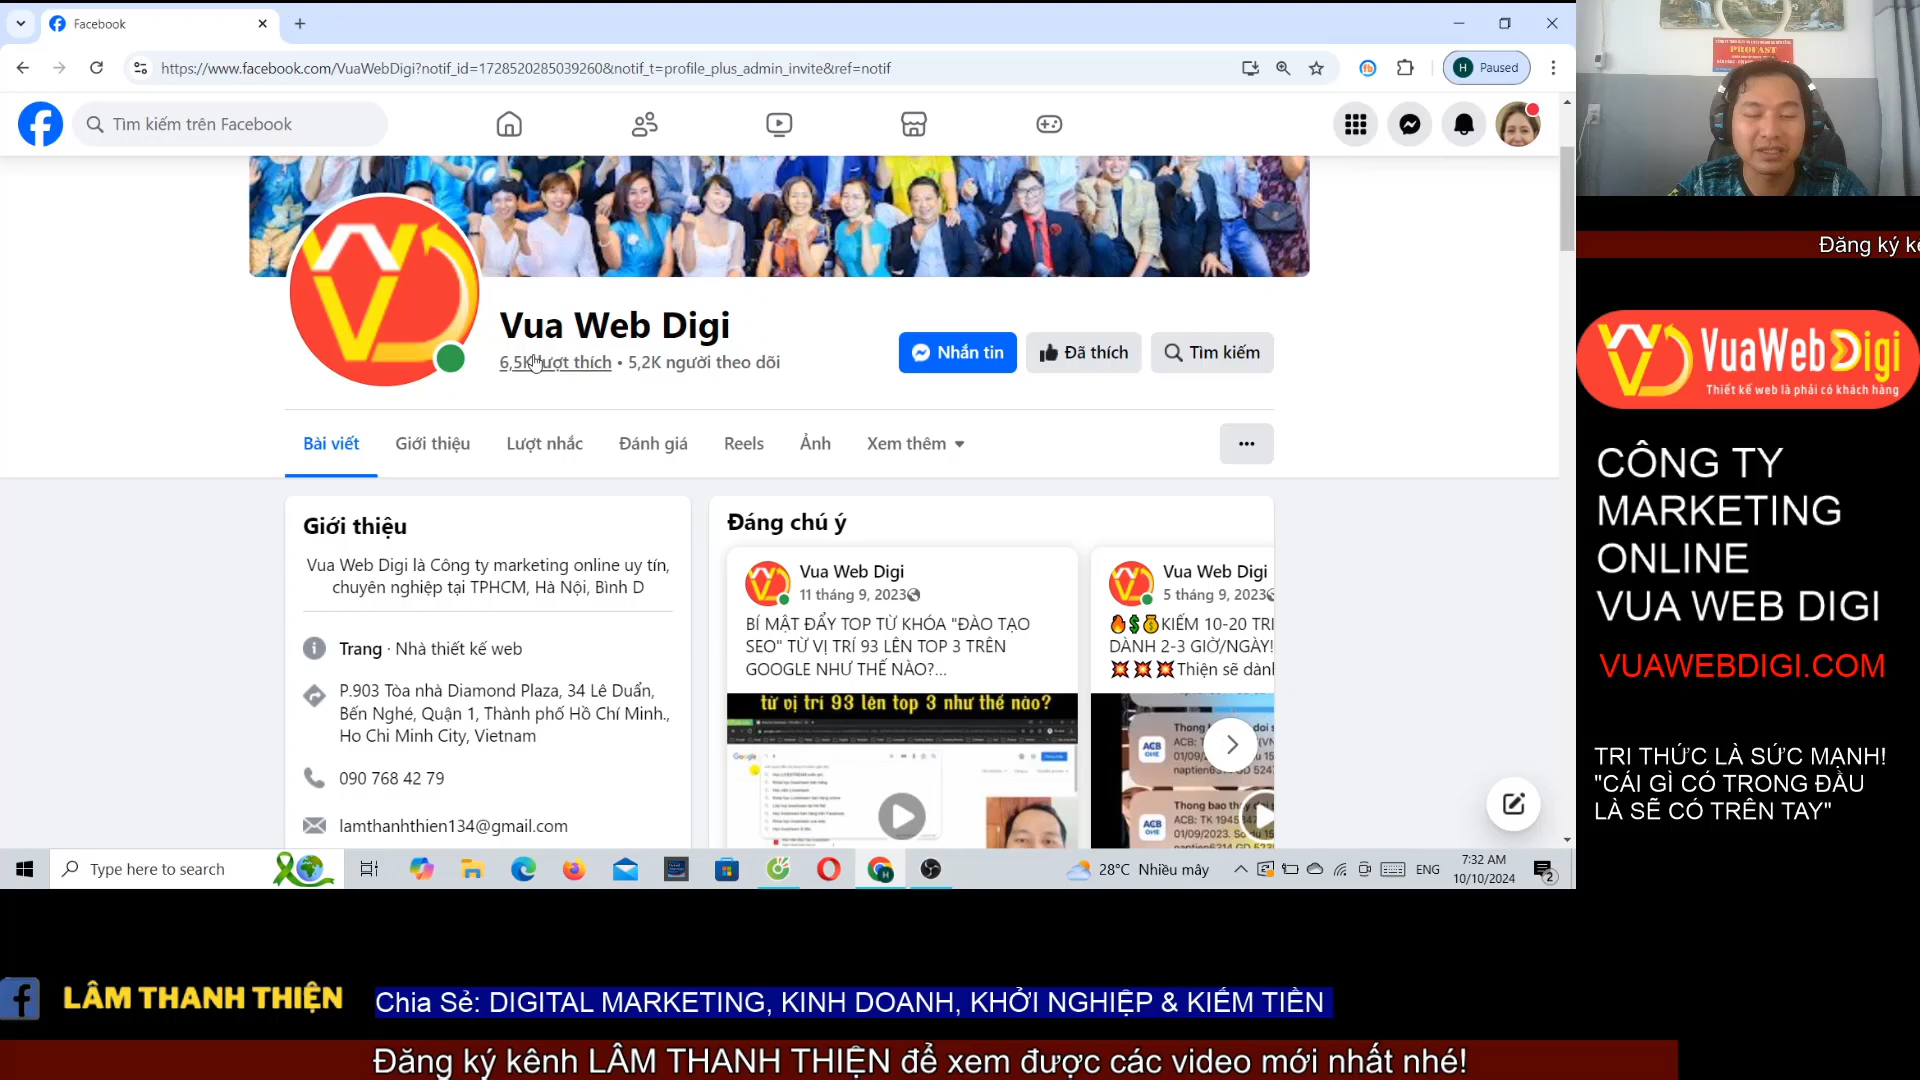 Facebook
https://www.facebook.com/VuaWebDigi?notif_id=1728520285039260&notif_t=profile_plus_admin_invite&ref=notif
H Paused
Tìm kiếm trên Facebook
Vua Web Digi
6,5K lượt thích • 5,2K người theo dõi
Nhắn tin
Đã thích
Tìm kiếm
Bài viết
Giới thiệu
Lượt nhắc
Đánh giá
Reels
Ảnh
Xem thêm
Giới thiệu
Vua Web Digi là Công ty marketing online uy tín,
chuyên nghiệp tại TPHCM, Hà Nội, Bình D
Trang · Nhà thiết kế web
P.903 Tòa nhà Diamond Plaza, 34 Lê Duẩn,
Bến Nghé, Quận 1, Thành phố Hồ Chí Minh.,
Ho Chi Minh City, Vietnam
090 768 42 79
lamthanhthien134@gmail.com
Đáng chú ý
Vua Web Digi
11 tháng 9, 2023
BÍ MẬT ĐẨY TOP TỪ KHÓA "ĐÀO TẠO
SEO" TỪ VỊ TRÍ 93 LÊN TOP 3 TRÊN
GOOGLE NHƯ THẾ NÀO?...
từ vị trí 93 lên top 3 như thế nào?
Google
Vua Web Digi
5 tháng 9, 2023
🔥💲💰KIẾM 10-20 TRI
DÀNH 2-3 GIỜ/NGÀY!
💥💥💥Thiện sẽ dành
ACB
ONE
ACB
Type here to search
28°C Nhiều mây
ENG
7:32 AM
10/10/2024
2
PROFAST
Đăng ký kê
VuaWebDigi
Thiết kế web là phải có khách hàng
CÔNG TY
MARKETING
ONLINE
VUA WEB DIGI
VUAWEBDIGI.COM
TRI THỨC LÀ SỨC MẠNH!
"CÁI GÌ CÓ TRONG ĐẦU
LÀ SẼ CÓ TRÊN TAY"
LÂM THANH THIỆN
Chia Sẻ: DIGITAL MARKETING, KINH DOANH, KHỞI NGHIỆP & KIẾM TIỀN
Đăng ký kênh LÂM THANH THIỆN để xem được các video mới nhất nhé!